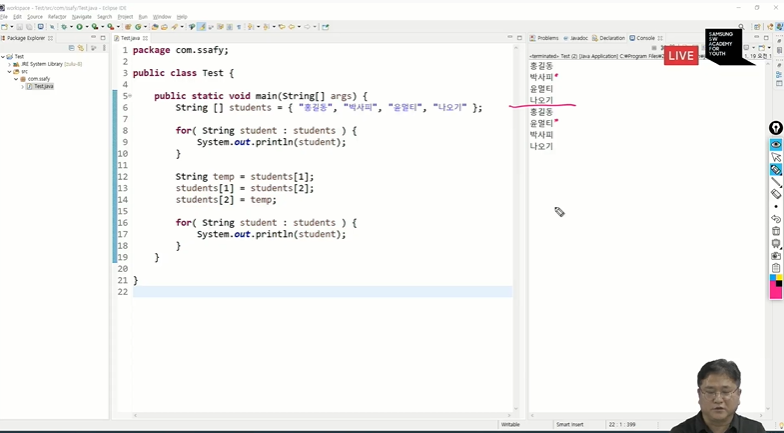 workspace - Test/src/com/ssafy/Test.java - Eclipse IDE
File Edit Source Refactor Navigate Search Project Run Window Help
Package Explorer
Test
JRE System Library
src
com.ssafy
Test.java
Test.java
1 package com.ssafy;
2
3 public class Test {
4
5 public static void main(String[] args) {
6 String [] students = { "홍길동", "박사피", "윤멀티", "나오기" };
7
8 for( String student : students ) {
9 System.out.println(student);
10 }
11
12 String temp = students[1];
13 students[1] = students[2];
14 students[2] = temp;
15
16 for( String student : students ) {
17 System.out.println(student);
18 }
19 }
20
21 }
22
Problems Javadoc Declaration Console
<terminated> Test (2) [Java Application]
홍길동
박사피
윤멀티
나오기
홍길동
윤멀티
박사피
나오기
LIVE
SAMSUNG
SW
ACADEMY
FOR
YOUTH
Writable Smart Insert 22 : 1 : 399